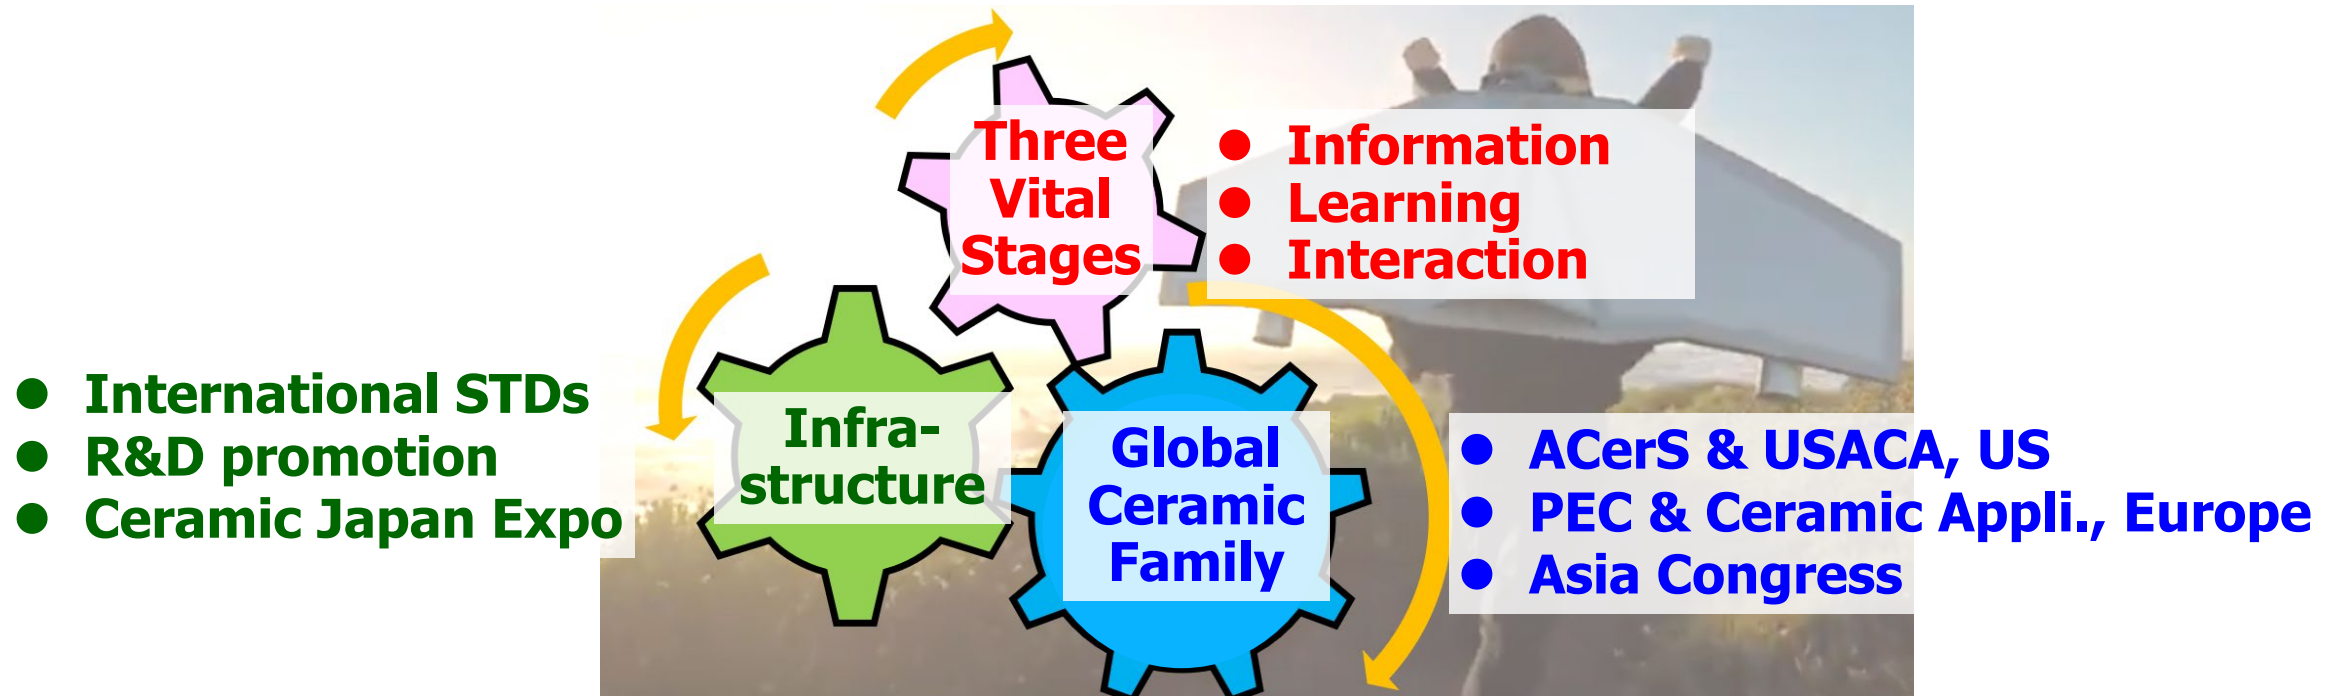 Three
Vital
Stages
● Information
● Learning
● Interaction
● International STDs
● R&D promotion
● Ceramic Japan Expo
Infra-
structure
Global
Ceramic
Family
● ACerS & USACA, US
● PEC & Ceramic Appli., Europe
● Asia Congress